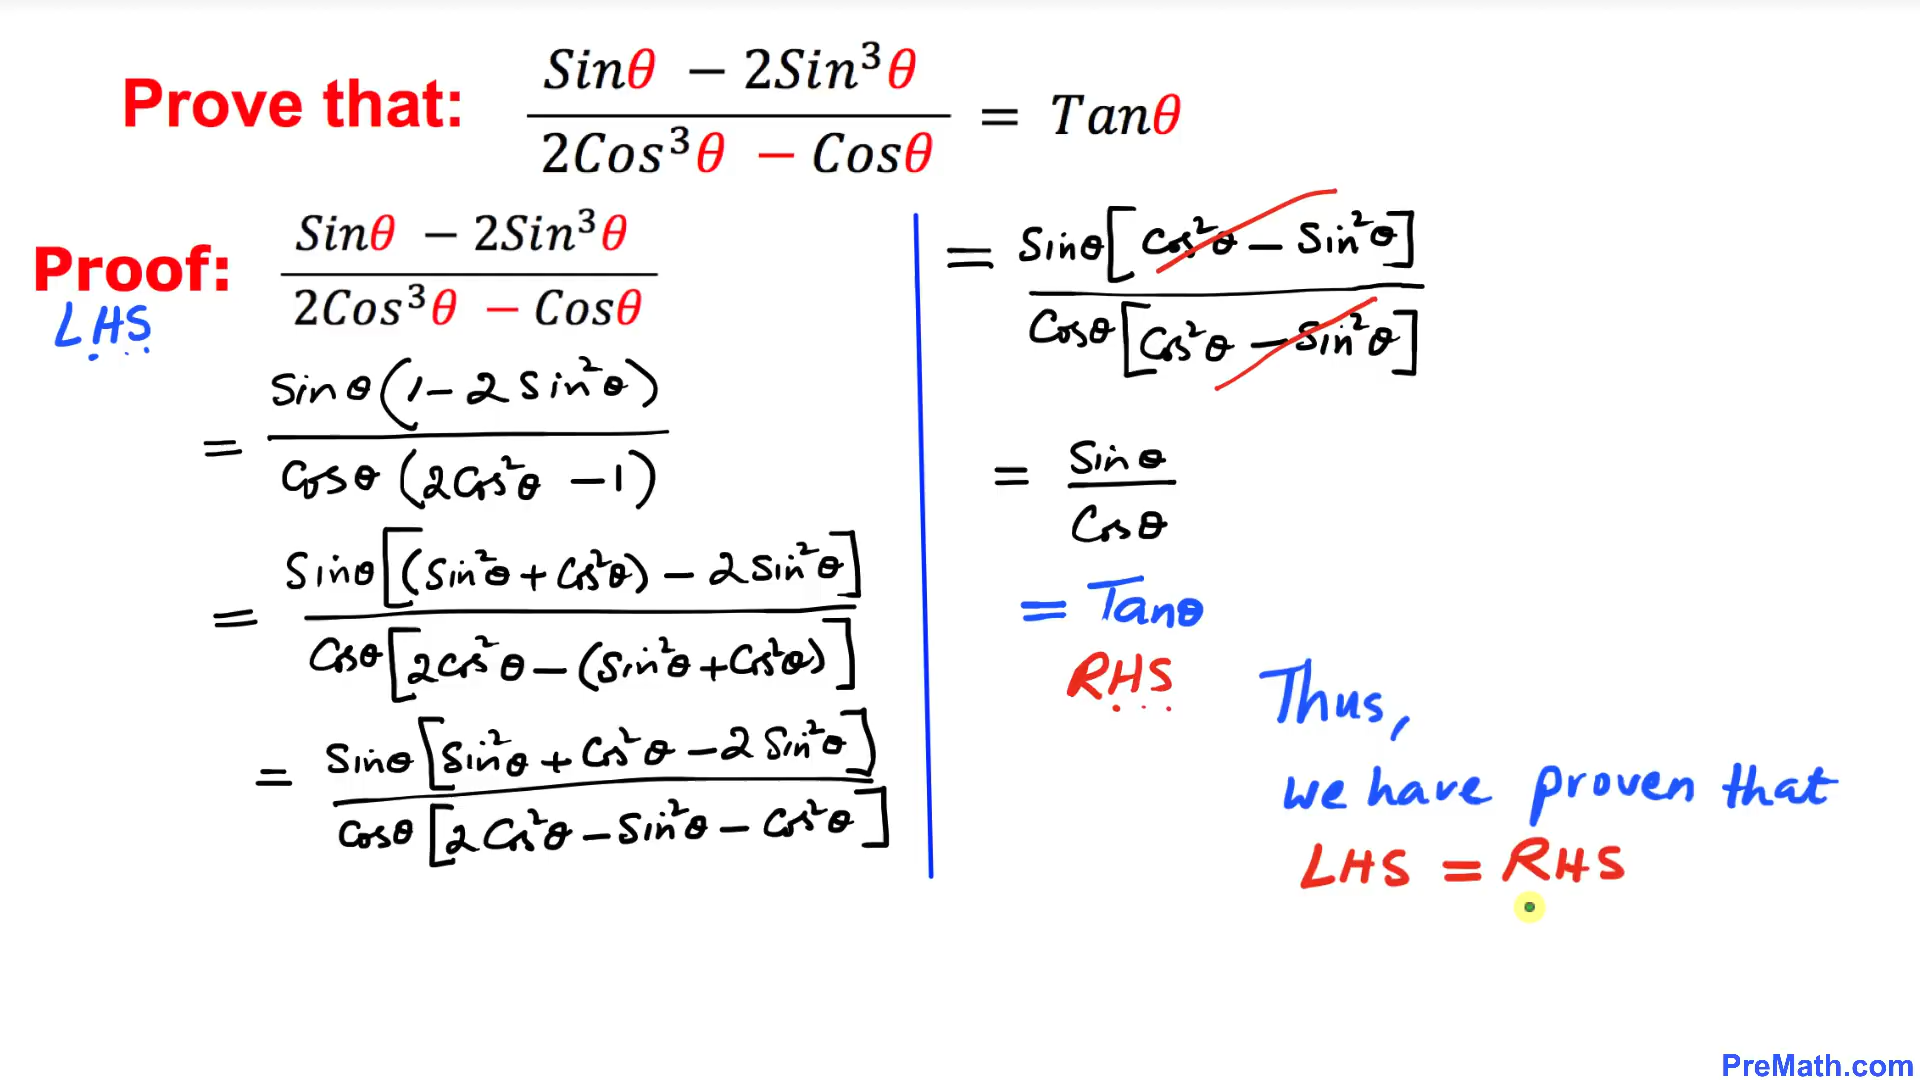 Prove that: (Sinθ − 2Sin³θ)/(2Cos³θ − Cosθ) = Tanθ
Proof: (Sinθ − 2Sin³θ)/(2Cos³θ − Cosθ)
LHS
= Sinθ(1 − 2Sin²θ)/Cosθ(2Cos²θ − 1)
= Sinθ[(Sin²θ + Cos²θ) − 2Sin²θ]/Cosθ[2Cos²θ − (Sin²θ + Cos²θ)]
= Sinθ[Sin²θ + Cos²θ − 2Sin²θ]/Cosθ[2Cos²θ − Sin²θ − Cos²θ]
= Sinθ[Cos²θ − Sin²θ]/Cosθ[Cos²θ − Sin²θ]
= Sinθ/Cosθ
= Tanθ
RHS
Thus,
we have proven that
LHS = RHS
PreMath.com